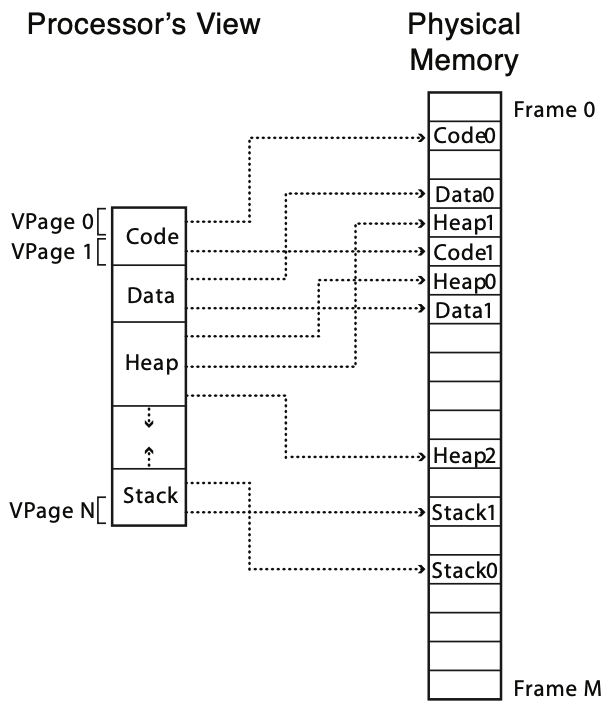 Processor's View
Physical
Memory
Frame 0
Code0
Data0
VPage 0
Heap1
Code
VPage 1
Code1
Heap0
Data
Data1
Heap
Heap2
Stack
VPage N
Stack1
Stack0
Frame M